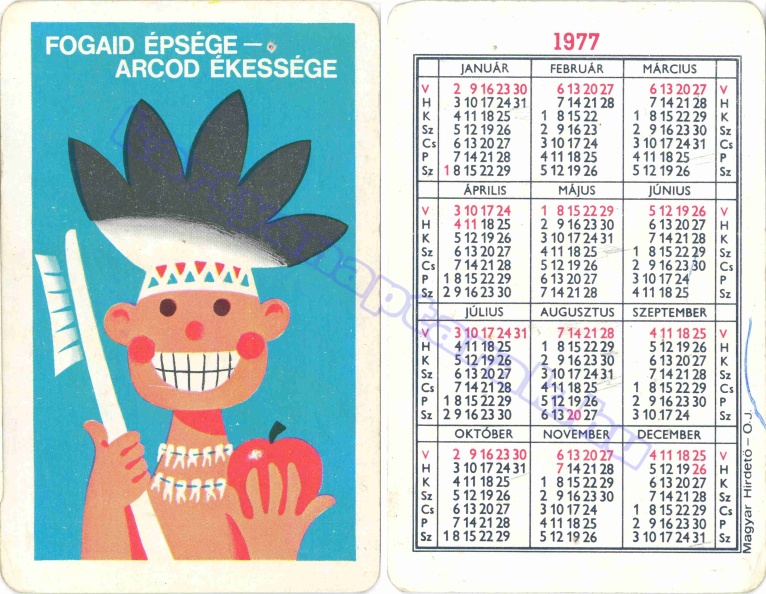 FOGAID ÉPSÉGE –
ARCOD ÉKESSÉGE
1977
JANUÁR FEBRUÁR MÁRCIUS
V 2 9 16 23 30 6 13 20 27 6 13 20 27 V
H 3 10 17 24 31 7 14 21 28 7 14 21 28 H
K 4 11 18 25 1 8 15 22 1 8 15 22 29 K
Sz 5 12 19 26 2 9 16 23 2 9 16 23 30 Sz
Cs 6 13 20 27 3 10 17 24 3 10 17 24 31 Cs
P 7 14 21 28 4 11 18 25 4 11 18 25 P
Sz 1 8 15 22 29 5 12 19 26 5 12 19 26 Sz
ÁPRILIS MÁJUS JÚNIUS
V 3 10 17 24 1 8 15 22 29 5 12 19 26 V
H 4 11 18 25 2 9 16 23 30 6 13 20 27 H
K 5 12 19 26 3 10 17 24 31 7 14 21 28 K
Sz 6 13 20 27 4 11 18 25 1 8 15 22 29 Sz
Cs 7 14 21 28 5 12 19 26 2 9 16 23 30 Cs
P 1 8 15 22 29 6 13 20 27 3 10 17 24 P
Sz 2 9 16 23 30 7 14 21 28 4 11 18 25 Sz
JÚLIUS AUGUSZTUS SZEPTEMBER
V 3 10 17 24 31 7 14 21 28 4 11 18 25 V
H 4 11 18 25 1 8 15 22 29 5 12 19 26 H
K 5 12 19 26 2 9 16 23 30 6 13 20 27 K
Sz 6 13 20 27 3 10 17 24 31 7 14 21 28 Sz
Cs 7 14 21 28 4 11 18 25 1 8 15 22 29 Cs
P 1 8 15 22 29 5 12 19 26 2 9 16 23 30 P
Sz 2 9 16 23 30 6 13 20 27 3 10 17 24 Sz
OKTÓBER NOVEMBER DECEMBER
V 2 9 16 23 30 6 13 20 27 4 11 18 25 V
H 3 10 17 24 31 7 14 21 28 5 12 19 26 H
K 4 11 18 25 1 8 15 22 29 6 13 20 27 K
Sz 5 12 19 26 2 9 16 23 30 7 14 21 28 Sz
Cs 6 13 20 27 3 10 17 24 1 8 15 22 29 Cs
P 7 14 21 28 4 11 18 25 2 9 16 23 30 P
Sz 1 8 15 22 29 5 12 19 26 3 10 17 24 31 Sz
Magyar Hirdető – O.J.